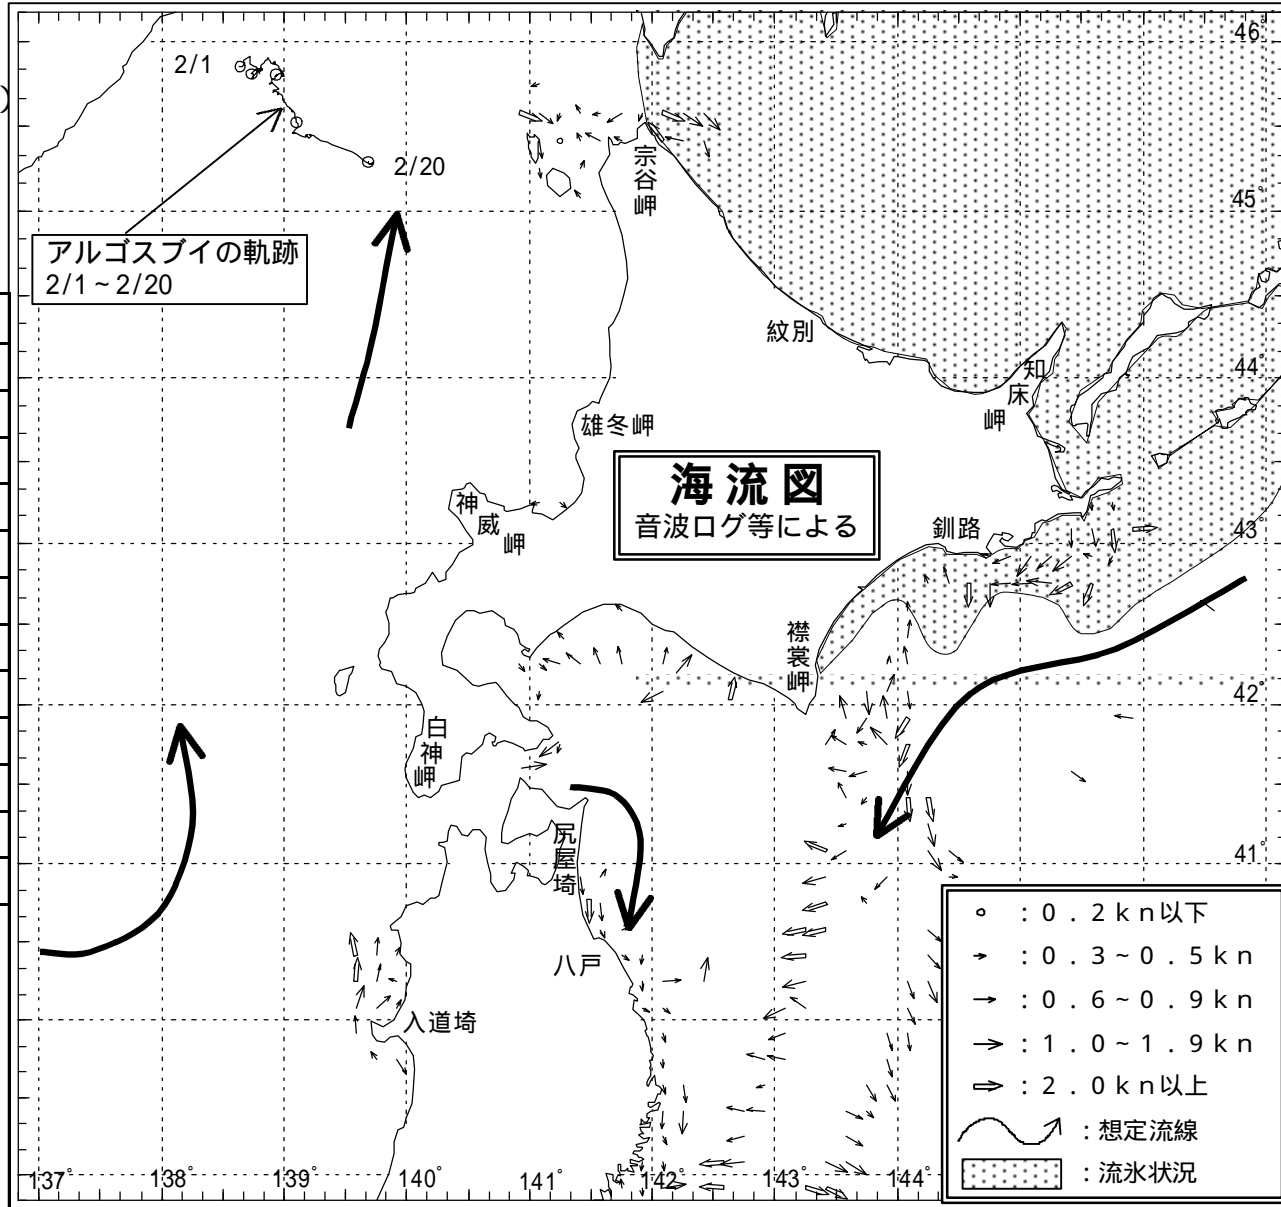 46°
2/1
)
宗谷岬
2/20
45°
アルゴスブイの軌跡
2/1~2/20
紋別
44°
知床岬
雄冬岬
海流図
音波ログ等による
神威岬
釧路
43°
襟裳岬
42°
白神岬
尻屋埼
41°
八戸
入道埼
:0.2kn以下
:0.3~0.5kn
:0.6~0.9kn
:1.0~1.9kn
:2.0kn以上
:想定流線
:流氷状況
137° 138° 139° 140° 141° 142° 143° 144°